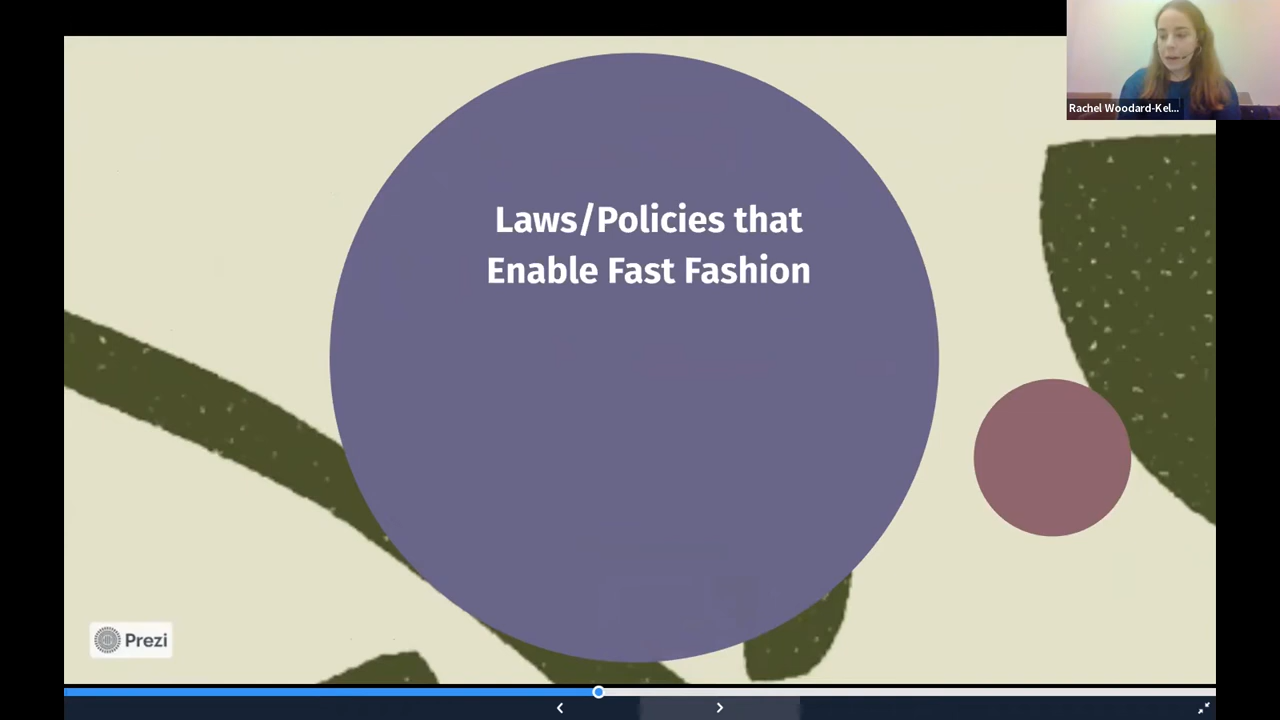 Rachel Woodard-Kel...
Laws/Policies that
Enable Fast Fashion
Prezi